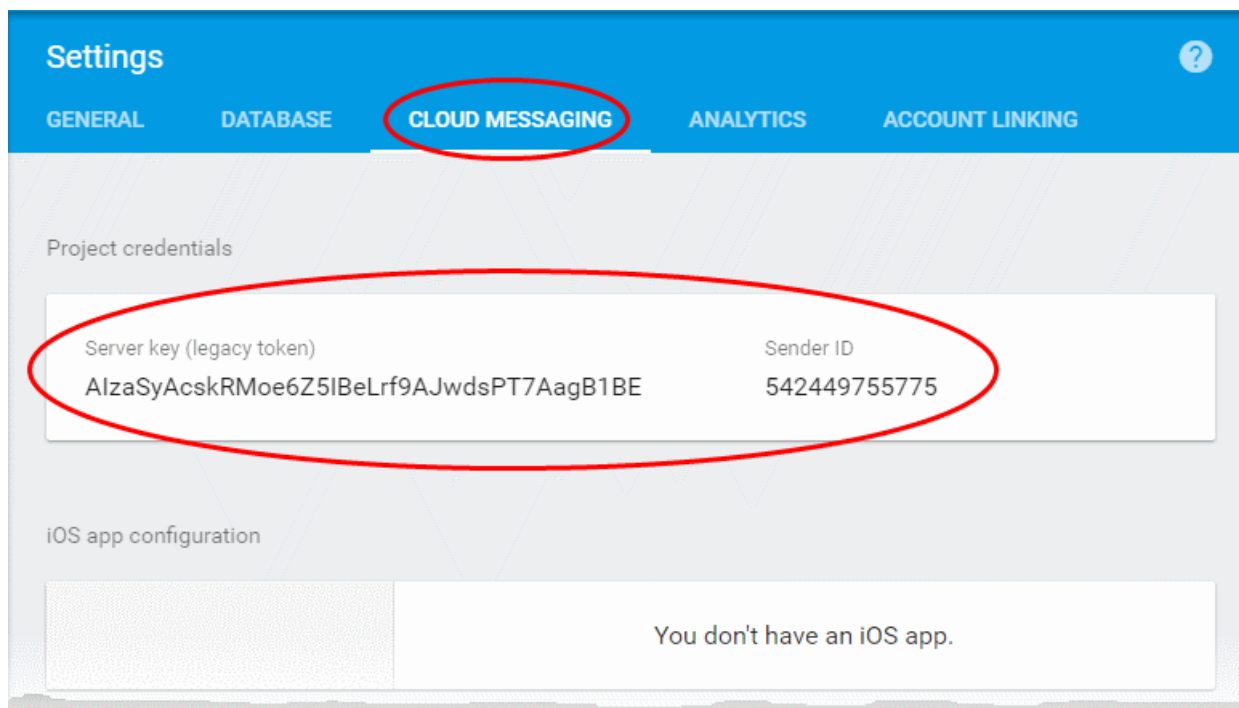 Settings
GENERAL DATABASE CLOUD MESSAGING ANALYTICS ACCOUNT LINKING
Project credentials
Server key (legacy token) Sender ID
AIzaSyAcskRMoe6Z5IBeLrf9AJwdsPT7AagB1BE 542449755775
iOS app configuration
You don't have an iOS app.